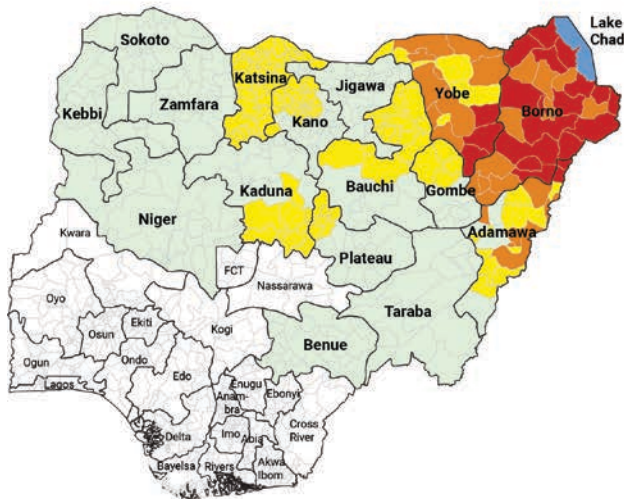 Lake
Chad
Sokoto
Katsina
Jigawa
Yobe
Borno
Kebbi
Zamfara
Kano
Kaduna
Bauchi
Gombe
Niger
Adamawa
Kwara
FCT
Plateau
Nassarawa
Taraba
Oyo
Kogi
Ekiti
Osun
Benue
Ogun
Ondo
Edo
Lagos
Enugu
Ebonyi
Anam-
bra
Cross
River
Delta
Imo
Abia
Bayelsa
Rivers
Akwa
Ibom